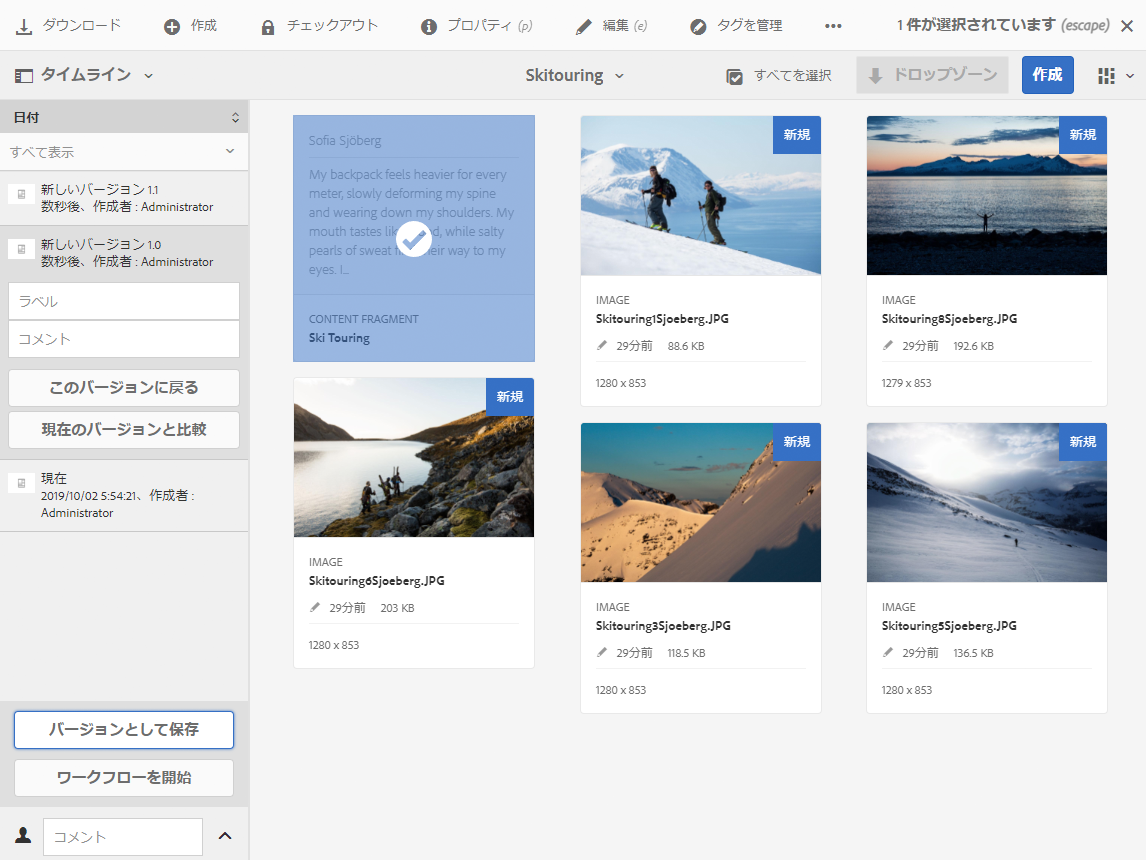 ダウンロード
作成
チェックアウト
プロパティ (p)
編集 (e)
タグを管理
1 件が選択されています (escape)
タイムライン
Skitouring
すべてを選択
ドロップゾーン
作成
日付
すべて表示
新しいバージョン 1.1
数秒後、作成者 : Administrator
新しいバージョン 1.0
数秒後、作成者 : Administrator
ラベル
コメント
このバージョンに戻る
現在のバージョンと比較
現在
2019/10/02 5:54:21、作成者 :
Administrator
バージョンとして保存
ワークフローを開始
コメント
Sofia Sjöberg
My backpack feels heavier for every
meter, slowly deforming my spine
and wearing down my shoulders. My
mouth tastes, while salty
pearls of sweat their way to my
eyes. I...
CONTENT FRAGMENT
Ski Touring
新規
IMAGE
Skitouring1Sjoeberg.JPG
29分前 88.6 KB
1280 x 853
新規
IMAGE
Skitouring8Sjoeberg.JPG
29分前 192.6 KB
1279 x 853
新規
IMAGE
Skitouring6Sjoeberg.JPG
29分前 203 KB
1280 x 853
新規
IMAGE
Skitouring3Sjoeberg.JPG
29分前 118.5 KB
1280 x 853
新規
IMAGE
Skitouring5Sjoeberg.JPG
29分前 136.5 KB
1280 x 853